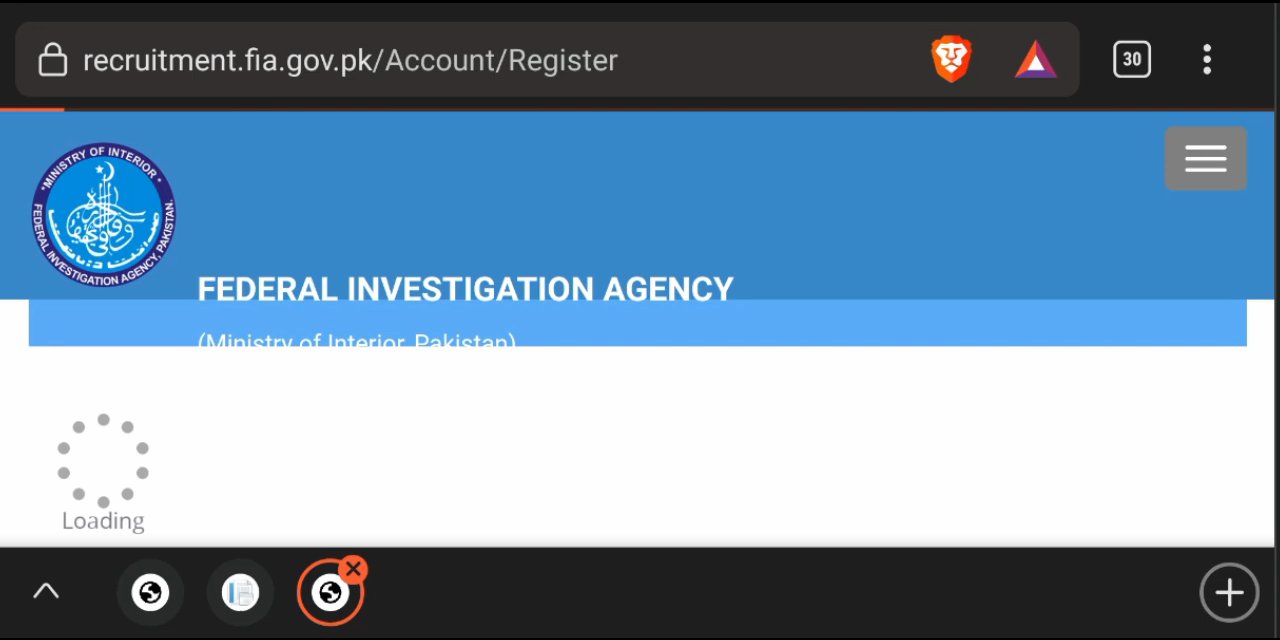 recruitment.fia.gov.pk/Account/Register
30
MINISTRY OF INTERIOR
FEDERAL INVESTIGATION AGENCY, PAKISTAN.
FEDERAL INVESTIGATION AGENCY
(Ministry of Interior, Pakistan)
Loading